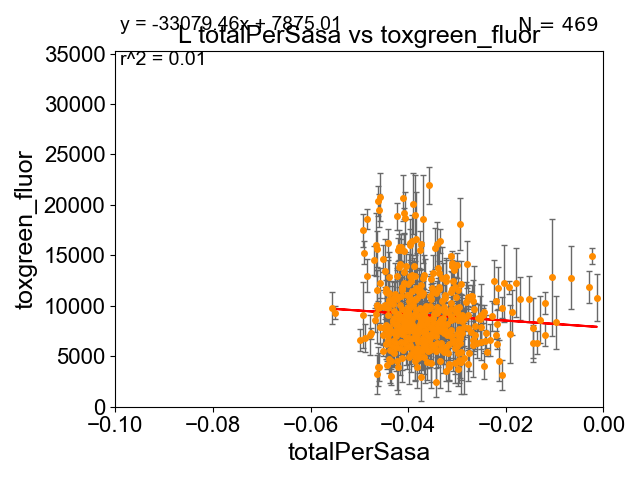 y = -33079.46x + 7875.01
N = 469
L totalPerSasa vs toxgreen_fluor
r^2 = 0.01
35000
30000
25000
20000
15000
10000
5000
0
toxgreen_fluor
−0.10
−0.08
−0.06
−0.04
−0.02
0.00
totalPerSasa